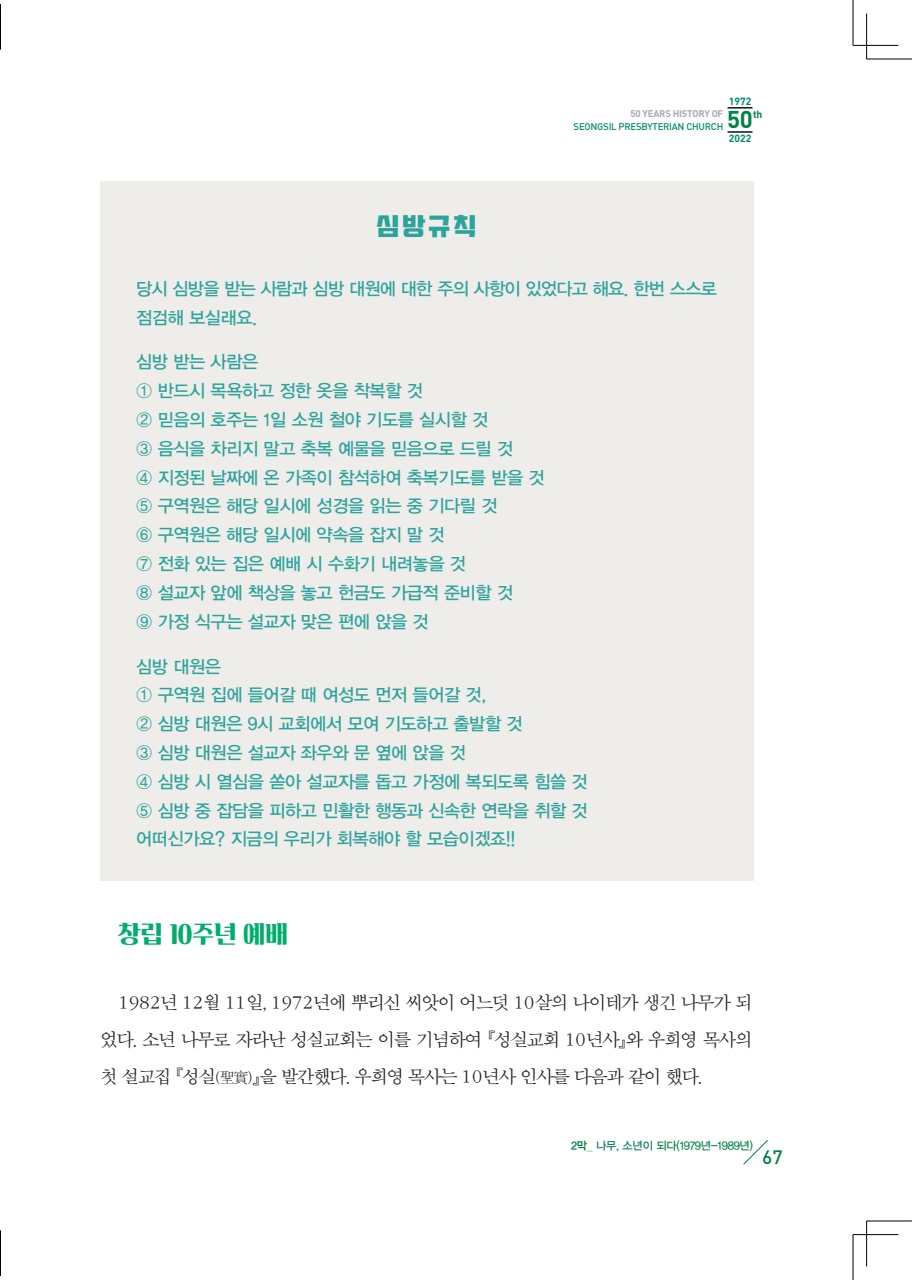 1972
50 YEARS HISTORY OF
SEONGSIL PRESBYTERIAN CHURCH
50th
2022
심방규칙
당시 심방을 받는 사람과 심방 대원에 대한 주의 사항이 있었다고 해요. 한번 스스로
점검해 보실래요.
심방 받는 사람은
① 반드시 목욕하고 정한 옷을 착복할 것
② 믿음의 호주는 1일 소원 철야 기도를 실시할 것
③ 음식을 차리지 말고 축복 예물을 믿음으로 드릴 것
④ 지정된 날짜에 온 가족이 참석하여 축복기도를 받을 것
⑤ 구역원은 해당 일시에 성경을 읽는 중 기다릴 것
⑥ 구역원은 해당 일시에 약속을 잡지 말 것
⑦ 전화 있는 집은 예배 시 수화기 내려놓을 것
⑧ 설교자 앞에 책상을 놓고 헌금도 가급적 준비할 것
⑨ 가정 식구는 설교자 맞은 편에 앉을 것
심방 대원은
① 구역원 집에 들어갈 때 여성도 먼저 들어갈 것,
② 심방 대원은 9시 교회에서 모여 기도하고 출발할 것
③ 심방 대원은 설교자 좌우와 문 옆에 앉을 것
④ 심방 시 열심을 쏟아 설교자를 돕고 가정에 복되도록 힘쓸 것
⑤ 심방 중 잡담을 피하고 민활한 행동과 신속한 연락을 취할 것
어떠신가요? 지금의 우리가 회복해야 할 모습이겠죠!!
창립 10주년 예배
1982년 12월 11일, 1972년에 뿌리신 씨앗이 어느덧 10살의 나이테가 생긴 나무가 되
었다. 소년 나무로 자라난 성실교회는 이를 기념하여 『성실교회 10년사』와 우희영 목사의
첫 설교집 『성실(聖實)』을 발간했다. 우희영 목사는 10년사 인사를 다음과 같이 했다.
2막_ 나무, 소년이 되다(1979년-1989년)
67